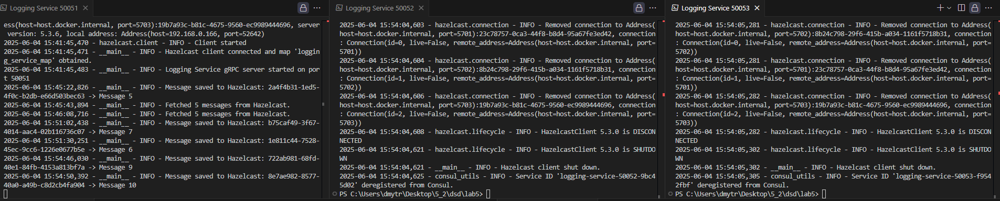 Logging Service 50051
ess(host=host.docker.internal, port=5703):19b7a93c-b81c-4675-9560-ec9989444696, server
 version: 5.3.6, local address: Address(host=192.168.0.166, port=52642)
2025-06-04 15:41:45,470 - hazelcast.client - INFO - Client started
2025-06-04 15:41:45,471 - __main__ - INFO - Hazelcast client connected and map 'loggin
g_service_map' obtained.
2025-06-04 15:41:45,483 - __main__ - INFO - Logging Service gRPC server started on por
t 50051
2025-06-04 15:45:22,826 - __main__ - INFO - Message saved to Hazelcast: 2a4f4b31-1ed5-
4f0c-b2db-e66d503bec63 -> Message 5
2025-06-04 15:45:43,894 - __main__ - INFO - Fetched 5 messages from Hazelcast.
2025-06-04 15:46:08,716 - __main__ - INFO - Fetched 5 messages from Hazelcast.
2025-06-04 15:51:02,438 - __main__ - INFO - Message saved to Hazelcast: b75caf49-3f67-
4014-aac4-02b116736c07 -> Message 7
2025-06-04 15:51:30,251 - __main__ - INFO - Message saved to Hazelcast: 1e811c44-7528-
45ec-9cc6-1226e0677b5e -> Message 6
2025-06-04 15:54:46,030 - __main__ - INFO - Message saved to Hazelcast: 722ab981-68fd-
40e1-84fb-4153a813bf7a -> Message 9
2025-06-04 15:54:50,392 - __main__ - INFO - Message saved to Hazelcast: 8e7ae982-8577-
40a0-a49b-c8d2cb4fa904 -> Message 10
Logging Service 50052
2025-06-04 15:54:04,603 - hazelcast.connection - INFO - Removed connection to Address(
host=host.docker.internal, port=5701):23c78757-0ca3-44f8-b8d4-95a67fe3ed42, connection
: Connection(id=0, live=False, remote_address=Address(host=host.docker.internal, port=
5701))
2025-06-04 15:54:04,604 - hazelcast.connection - INFO - Removed connection to Address(
host=host.docker.internal, port=5702):8b24c798-29f6-415b-a034-1161f5718b31, connection
: Connection(id=1, live=False, remote_address=Address(host=host.docker.internal, port=
5702))
2025-06-04 15:54:04,606 - hazelcast.connection - INFO - Removed connection to Address(
host=host.docker.internal, port=5703):19b7a93c-b81c-4675-9560-ec9989444696, connection
: Connection(id=2, live=False, remote_address=Address(host=host.docker.internal, port=
5703))
2025-06-04 15:54:04,608 - hazelcast.lifecycle - INFO - HazelcastClient 5.3.0 is DISCON
NECTED
2025-06-04 15:54:04,621 - hazelcast.lifecycle - INFO - HazelcastClient 5.3.0 is SHUTDO
WN
2025-06-04 15:54:04,621 - __main__ - INFO - Hazelcast client shut down.
2025-06-04 15:54:04,625 - consul_utils - INFO - Service ID 'logging-service-50052-9bc4
5d02' deregistered from Consul.
PS C:\Users\dmytr\Desktop\5_2\dsd\lab5>
Logging Service 50053
2025-06-04 15:54:05,281 - hazelcast.connection - INFO - Removed connection to Address(
host=host.docker.internal, port=5702):8b24c798-29f6-415b-a034-1161f5718b31, connection
: Connection(id=0, live=False, remote_address=Address(host=host.docker.internal, port=
5702))
2025-06-04 15:54:05,281 - hazelcast.connection - INFO - Removed connection to Address(
host=host.docker.internal, port=5701):23c78757-0ca3-44f8-b8d4-95a67fe3ed42, connection
: Connection(id=1, live=False, remote_address=Address(host=host.docker.internal, port=
5701))
2025-06-04 15:54:05,282 - hazelcast.connection - INFO - Removed connection to Address(
host=host.docker.internal, port=5703):19b7a93c-b81c-4675-9560-ec9989444696, connection
: Connection(id=2, live=False, remote_address=Address(host=host.docker.internal, port=
5703))
2025-06-04 15:54:05,282 - hazelcast.lifecycle - INFO - HazelcastClient 5.3.0 is DISCON
NECTED
2025-06-04 15:54:05,302 - hazelcast.lifecycle - INFO - HazelcastClient 5.3.0 is SHUTDO
WN
2025-06-04 15:54:05,302 - __main__ - INFO - Hazelcast client shut down.
2025-06-04 15:54:05,305 - consul_utils - INFO - Service ID 'logging-service-50053-f954
2fbf' deregistered from Consul.
PS C:\Users\dmytr\Desktop\5_2\dsd\lab5>